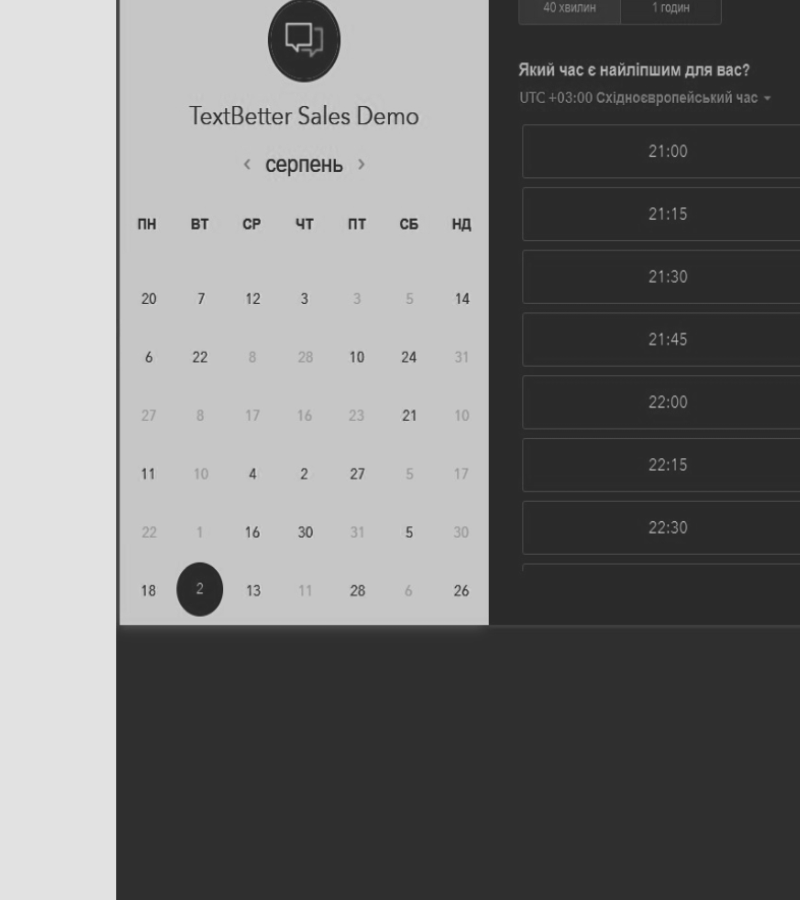 TextBetter Sales Demo
‹ серпень ›
ПН ВТ СР ЧТ ПТ СБ НД
20 7 12 3 3 5 14
6 22 8 28 10 24 31
27 8 17 16 23 21 10
11 10 4 2 27 5 17
22 1 16 30 31 5 30
18 2 13 11 28 6 26
40 хвилин 1 годин
Який час є найліпшим для вас?
UTC +03:00 Східноєвропейський час
21:00
21:15
21:30
21:45
22:00
22:15
22:30